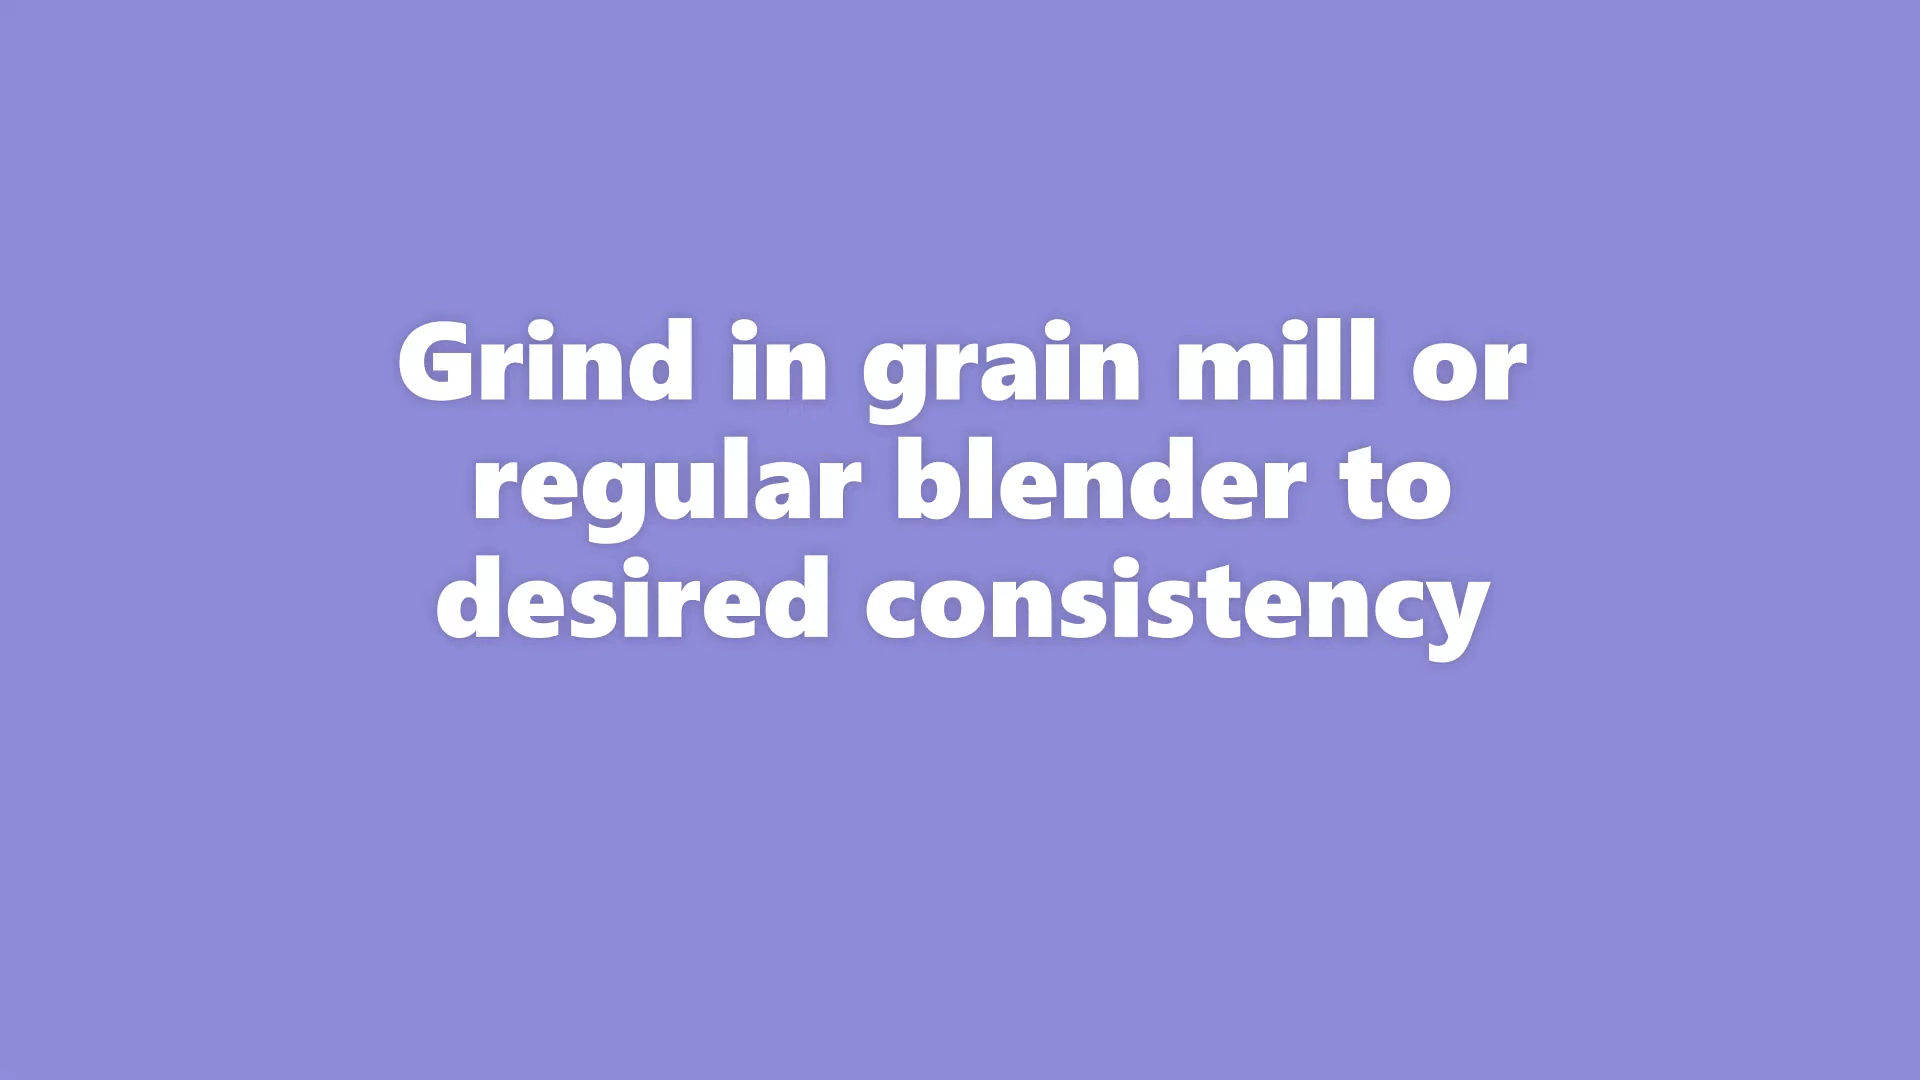 Grind in grain mill or
regular blender to
desired consistency